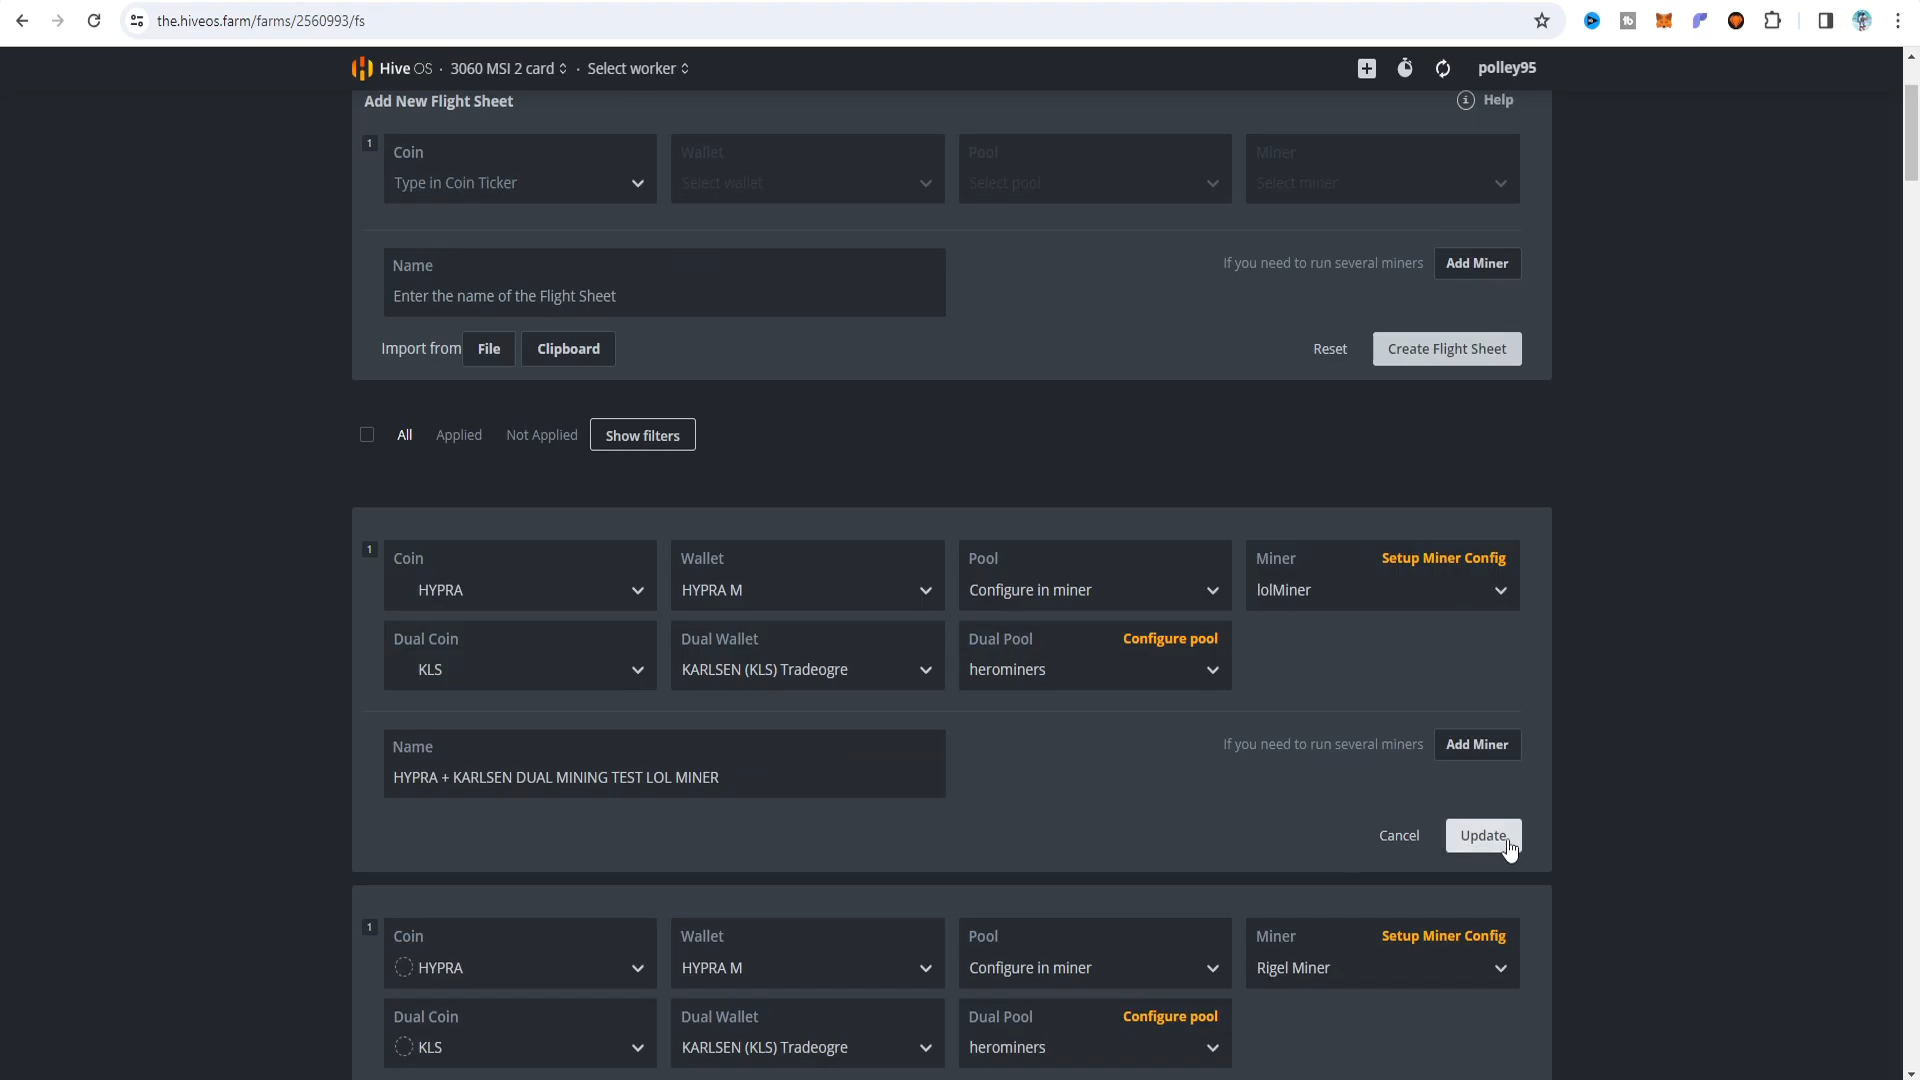 the.hiveos.farm/farms/2560993/fs
Hive OS · 3060 MSI 2 card · Select worker
polley95
Add New Flight Sheet
Help
1
Coin
Wallet
Pool
Miner
Type in Coin Ticker
Select wallet
Select pool
Select miner
Name
Enter the name of the Flight Sheet
If you need to run several miners
Add Miner
Import from
File
Clipboard
Reset
Create Flight Sheet
All
Applied
Not Applied
Show filters
1
Coin
Wallet
Pool
Miner
Setup Miner Config
HYPRA
HYPRA M
Configure in miner
lolMiner
Dual Coin
Dual Wallet
Dual Pool
Configure pool
KLS
KARLSEN (KLS) Tradeogre
herominers
Name
HYPRA + KARLSEN DUAL MINING TEST LOL MINER
If you need to run several miners
Add Miner
Cancel
Update
1
Coin
Wallet
Pool
Miner
Setup Miner Config
HYPRA
HYPRA M
Configure in miner
Rigel Miner
Dual Coin
Dual Wallet
Dual Pool
Configure pool
KLS
KARLSEN (KLS) Tradeogre
herominers